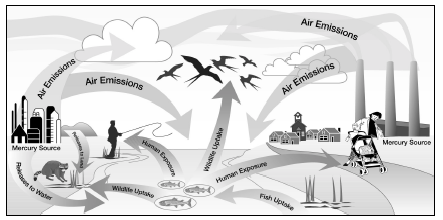 Air Emissions
Air Emissions
Air Emissions
Air Emissions
Mercury Source
Mercury Source
Releases to Water
Human Exposure
Wildlife Uptake
Human Exposure
Wildlife Uptake
Fish Uptake